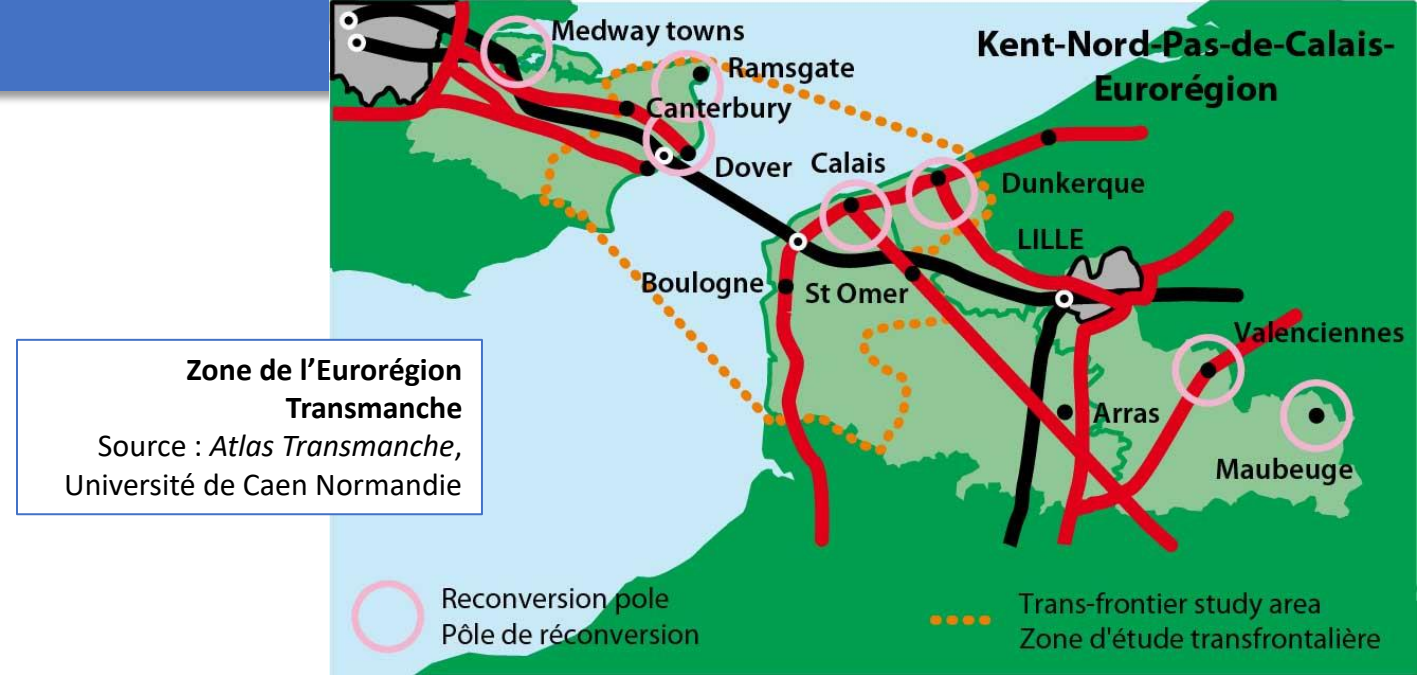 Medway towns
Kent-Nord-Pas-de-Calais-
Eurorégion
Ramsgate
Canterbury
Dover
Calais
Dunkerque
LILLE
Boulogne
St Omer
Valenciennes
Arras
Maubeuge
Zone de l’Eurorégion
Transmanche
Source : Atlas Transmanche,
Université de Caen Normandie
Reconversion pole
Pôle de réconversion
Trans-frontier study area
Zone d'étude transfrontalière